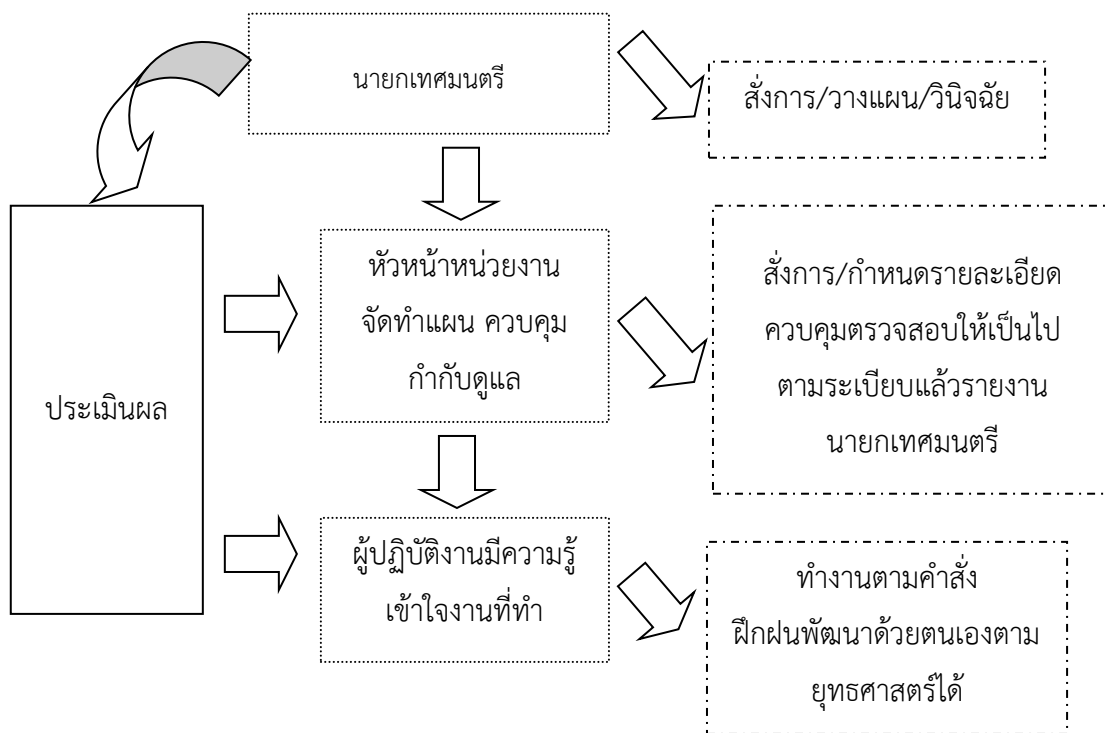 นายกเทศมนตรี
สั่งการ/วางแผน/วินิจฉัย
หัวหน้าหน่วยงาน
จัดทำแผน ควบคุม
กำกับดูแล
สั่งการ/กำหนดรายละเอียด
ควบคุมตรวจสอบให้เป็นไป
ตามระเบียบแล้วรายงาน
นายกเทศมนตรี
ประเมินผล
ผู้ปฏิบัติงานมีความรู้
เข้าใจงานที่ทำ
ทำงานตามคำสั่ง
ฝึกฝนพัฒนาด้วยตนเองตาม
ยุทธศาสตร์ได้